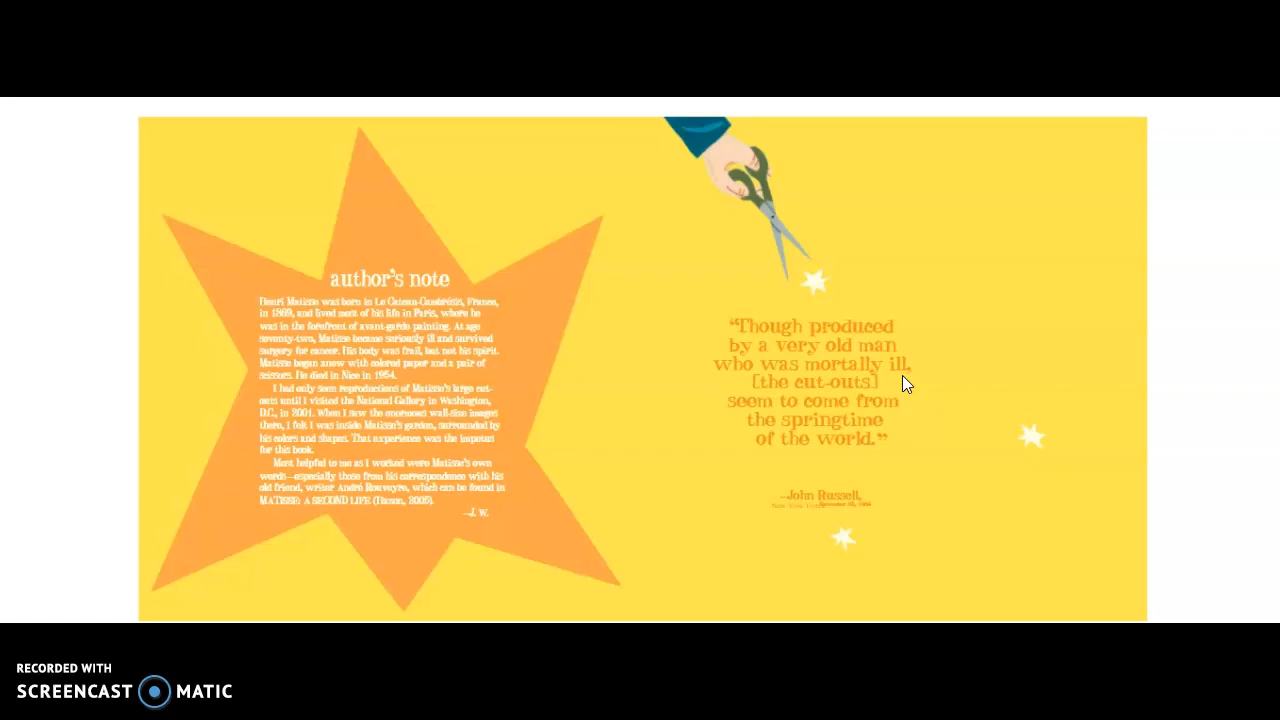 author's note
Henri Matisse was born in Le Cateau-Cambrésis, France,
in 1869, and lived most of his life in Paris, where he
was in the forefront of avant-garde painting. At age
seventy-two, Matisse became seriously ill and survived
surgery for cancer. His body was frail, but not his spirit.
Matisse began anew with colored paper and a pair of
scissors. He died in Nice in 1954.
I had only seen reproductions of Matisse's large cut-
outs until I visited the National Gallery in Washington,
D.C., in 2001. When I saw the enormous wall-size images
there, I felt I was inside Matisse's garden, surrounded by
his colors and shapes. That experience was the impetus
for this book.
Most helpful to me as I worked were Matisse's own
words—especially those from his correspondence with his
old friend, writer André Rouveyre, which can be found in
MATISSE: A SECOND LIFE (Hazan, 2005).
—J. W.
“Though produced
by a very old man
who was mortally ill,
[the cut-outs]
seem to come from
the springtime
of the world.”
—John Russell,
New York Times
RECORDED WITH
SCREENCAST MATIC